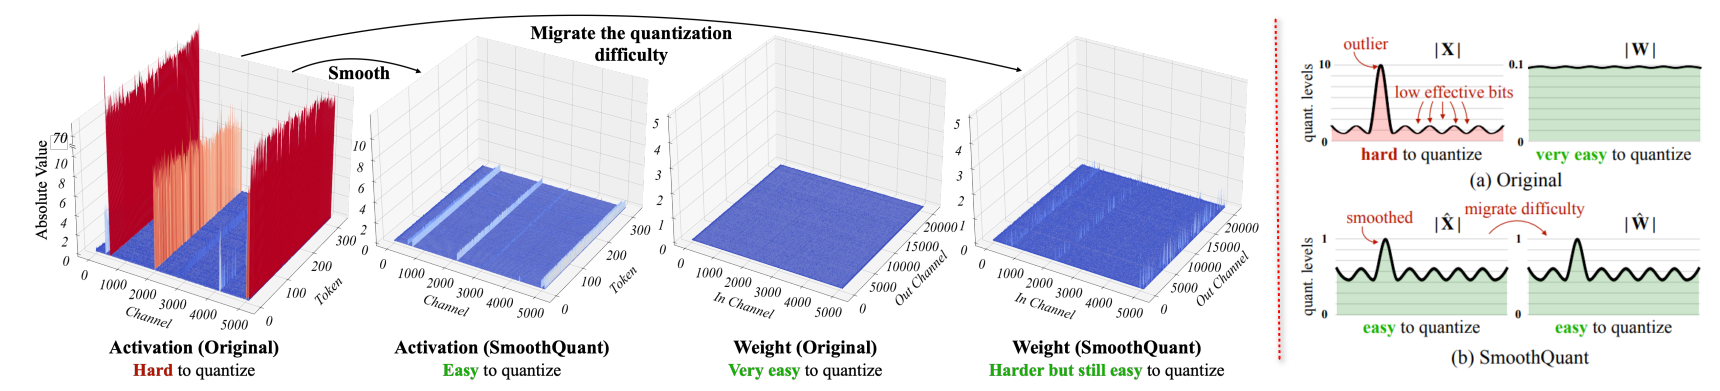 Migrate the quantization
difficulty
Smooth
Absolute Value
70
10
8
6
4
2
0
0
1000
2000
3000
4000
5000
Channel
0
100
200
300
Token
Activation (Original)
Hard to quantize
10
8
6
4
2
0
0
1000
2000
3000
4000
5000
Channel
0
100
200
300
Token
Activation (SmoothQuant)
Easy to quantize
5
4
3
2
1
0
0
1000
2000
3000
4000
5000
In Channel
0
5000
10000
15000
20000
Out Channel
Weight (Original)
Very easy to quantize
5
4
3
2
1
0
0
1000
2000
3000
4000
5000
In Channel
0
5000
10000
15000
20000
Out Channel
Weight (SmoothQuant)
Harder but still easy to quantize
outlier
|X|
|W|
quant. levels
10
0
low effective bits
0.1
0
hard to quantize
very easy to quantize
(a) Original
smoothed
|X̂|
migrate difficulty
|Ŵ|
quant. levels
1
0
1
0
easy to quantize
easy to quantize
(b) SmoothQuant